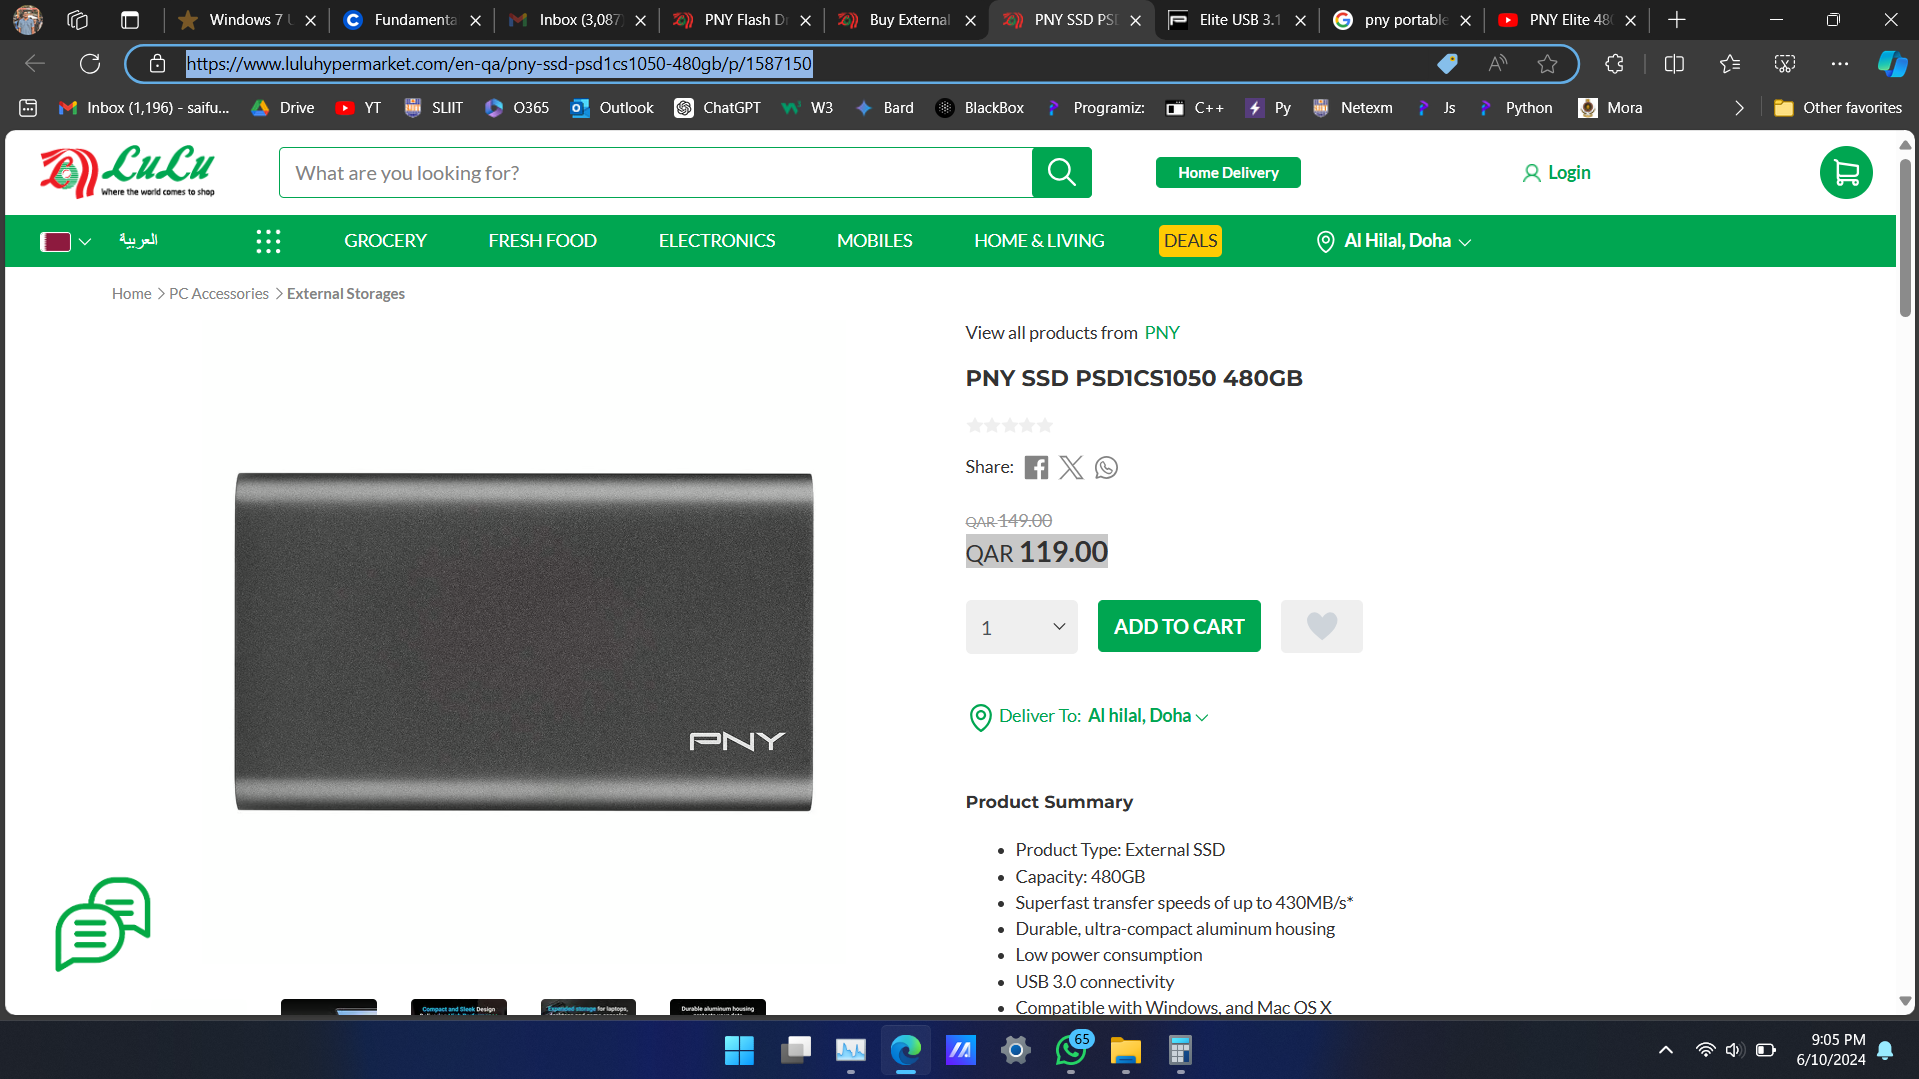 Windows 7 U
Fundamenta
Inbox (3,087)
PNY Flash Dr
Buy External
PNY SSD PSD
Elite USB 3.1
pny portable
PNY Elite 480
https://www.luluhypermarket.com/en-qa/pny-ssd-psd1cs1050-480gb/p/1587150
Inbox (1,196) - saifu...
Drive
YT
SLIIT
O365
Outlook
ChatGPT
W3
Bard
BlackBox
Programiz:
C++
Py
Netexm
Js
Python
Mora
Other favorites
LuLu
Where the world comes to shop
What are you looking for?
Home Delivery
Login
العربية
GROCERY
FRESH FOOD
ELECTRONICS
MOBILES
HOME & LIVING
DEALS
Al Hilal, Doha
Home > PC Accessories > External Storages
View all products from PNY
PNY SSD PSD1CS1050 480GB
Share:
QAR 149.00
QAR 119.00
1
ADD TO CART
Deliver To: Al hilal, Doha
PNY
Product Summary
• Product Type: External SSD
• Capacity: 480GB
• Superfast transfer speeds of up to 430MB/s*
• Durable, ultra-compact aluminum housing
• Low power consumption
• USB 3.0 connectivity
• Compatible with Windows, and Mac OS X
Compact and Sleek Design
Expanded storage for laptops,
Durable aluminum housing
65
9:05 PM
6/10/2024